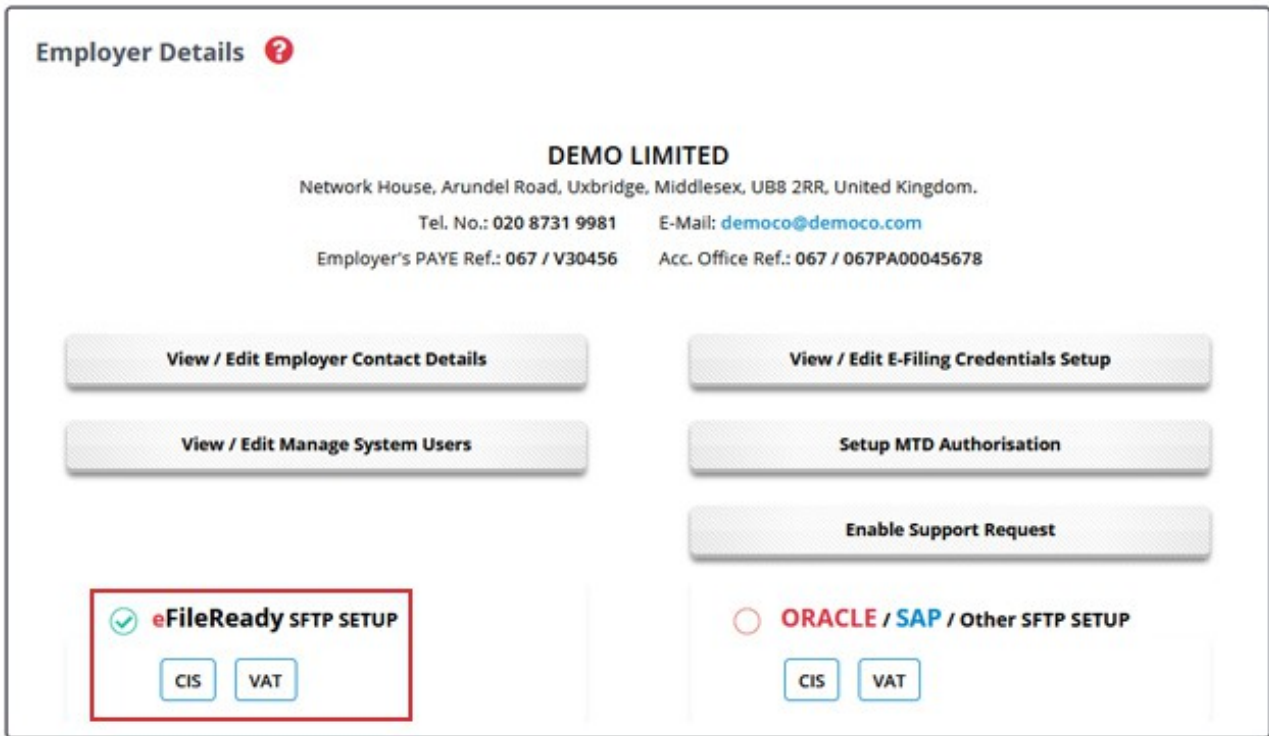 Employer Details ?
DEMO LIMITED
Network House, Arundel Road, Uxbridge, Middlesex, UB8 2RR, United Kingdom.
Tel. No.: 020 8731 9981 E-Mail: democo@democo.com
Employer's PAYE Ref.: 067 / V30456 Acc. Office Ref.: 067 / 067PA00045678
View / Edit Employer Contact Details
View / Edit E-Filing Credentials Setup
View / Edit Manage System Users
Setup MTD Authorisation
Enable Support Request
eFileReady SFTP SETUP
CIS VAT
ORACLE / SAP / Other SFTP SETUP
CIS VAT